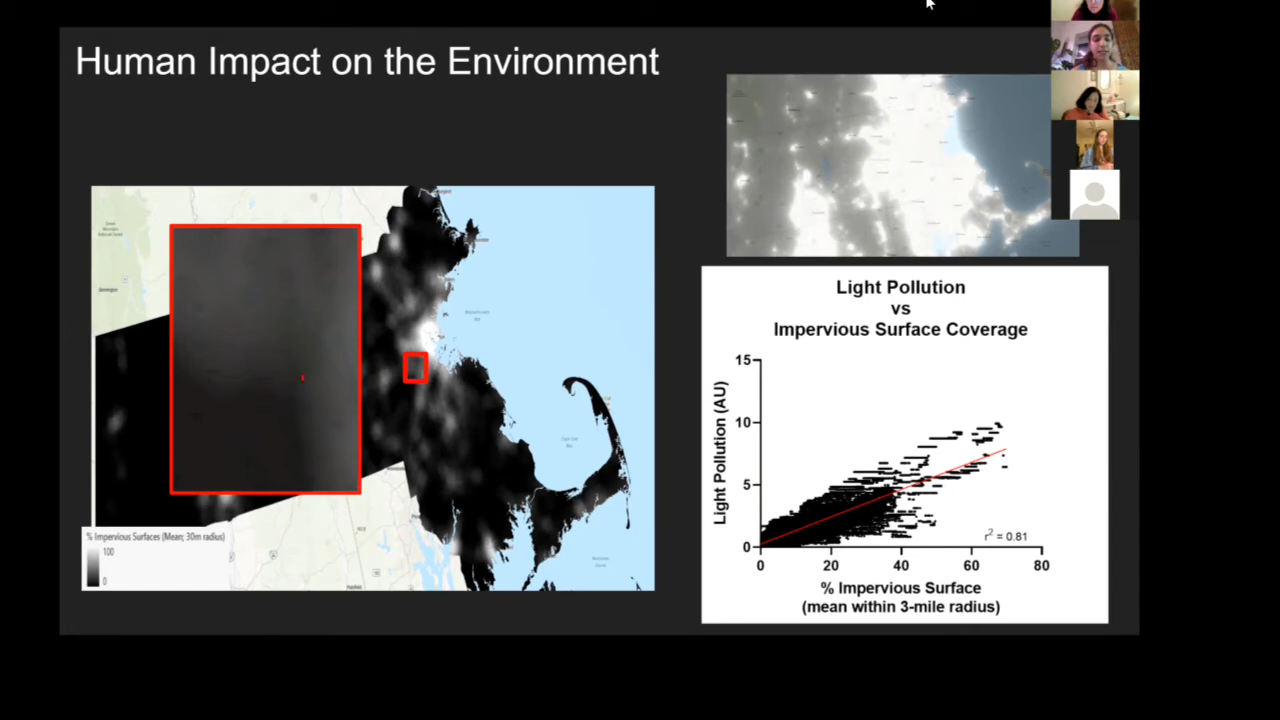 Human Impact on the Environment
% Impervious Surfaces (Mean; 30m radius)
100
0
Light Pollution
vs
Impervious Surface Coverage
15
10
5
0
Light Pollution (AU)
r² = 0.81
0 20 40 60 80
% Impervious Surface
(mean within 3-mile radius)